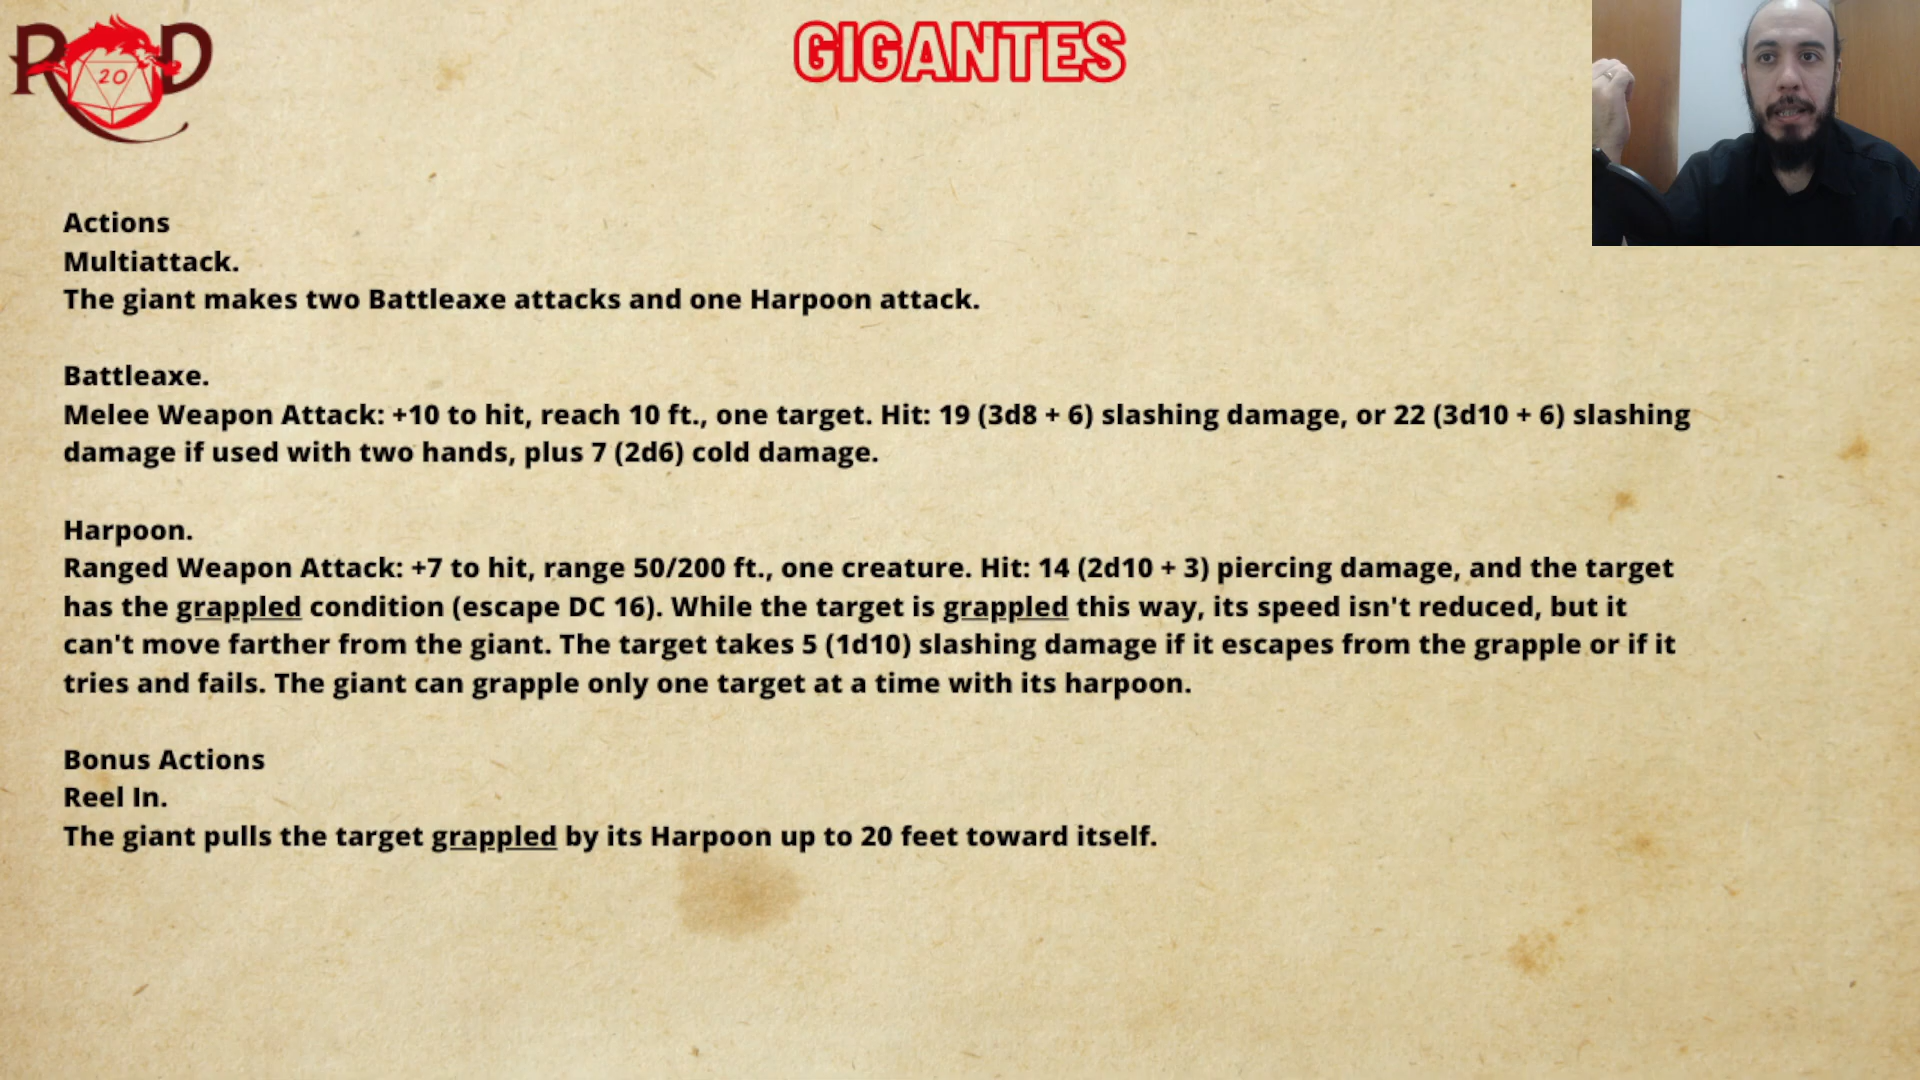 R 20 D
GIGANTES
Actions
Multiattack.
The giant makes two Battleaxe attacks and one Harpoon attack.
Battleaxe.
Melee Weapon Attack: +10 to hit, reach 10 ft., one target. Hit: 19 (3d8 + 6) slashing damage, or 22 (3d10 + 6) slashing
damage if used with two hands, plus 7 (2d6) cold damage.
Harpoon.
Ranged Weapon Attack: +7 to hit, range 50/200 ft., one creature. Hit: 14 (2d10 + 3) piercing damage, and the target
has the grappled condition (escape DC 16). While the target is grappled this way, its speed isn't reduced, but it
can't move farther from the giant. The target takes 5 (1d10) slashing damage if it escapes from the grapple or if it
tries and fails. The giant can grapple only one target at a time with its harpoon.
Bonus Actions
Reel In.
The giant pulls the target grappled by its Harpoon up to 20 feet toward itself.